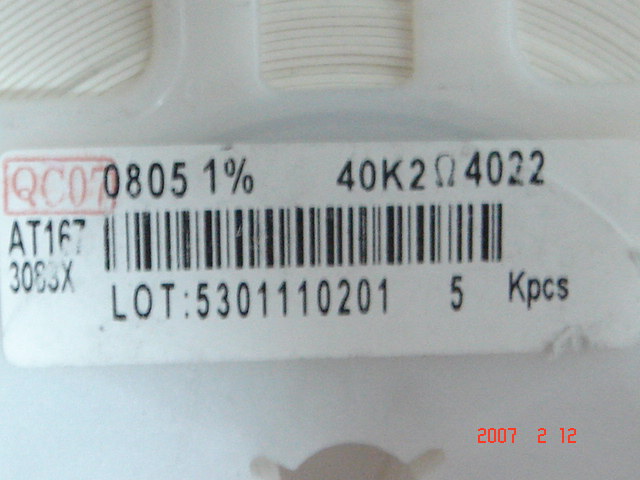 QC07 0805 1% 40K2Ω 4022
AT167
3083X
LOT:5301110201 5 Kpcs
2007 2 12